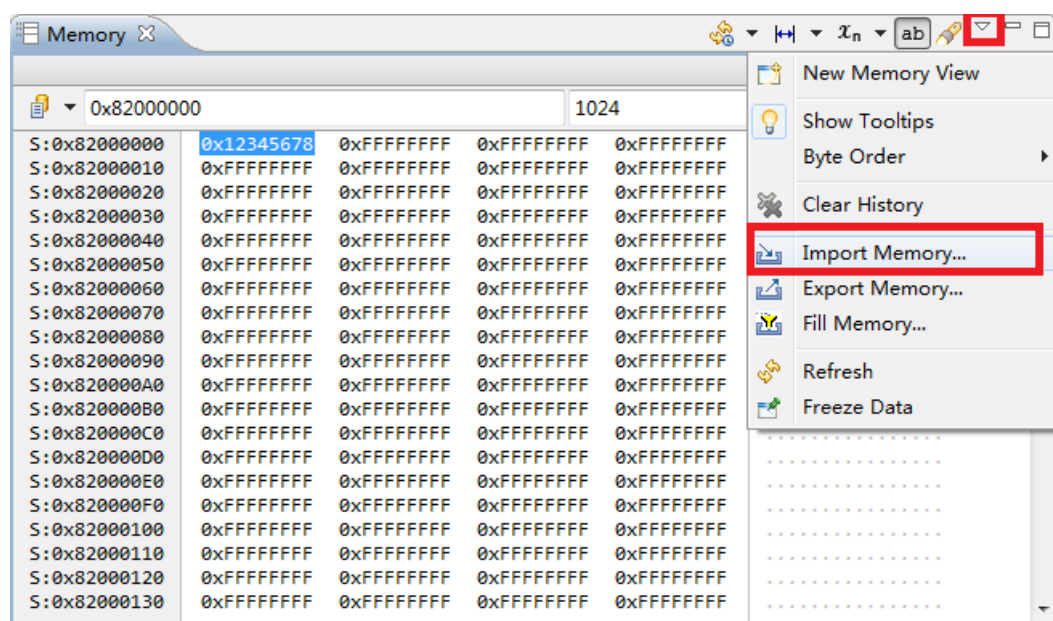 Memory
xn ab
0x82000000 1024
S:0x82000000 0x12345678 0xFFFFFFFF 0xFFFFFFFF 0xFFFFFFFF
S:0x82000010 0xFFFFFFFF 0xFFFFFFFF 0xFFFFFFFF 0xFFFFFFFF
S:0x82000020 0xFFFFFFFF 0xFFFFFFFF 0xFFFFFFFF 0xFFFFFFFF
S:0x82000030 0xFFFFFFFF 0xFFFFFFFF 0xFFFFFFFF 0xFFFFFFFF
S:0x82000040 0xFFFFFFFF 0xFFFFFFFF 0xFFFFFFFF 0xFFFFFFFF
S:0x82000050 0xFFFFFFFF 0xFFFFFFFF 0xFFFFFFFF 0xFFFFFFFF
S:0x82000060 0xFFFFFFFF 0xFFFFFFFF 0xFFFFFFFF 0xFFFFFFFF
S:0x82000070 0xFFFFFFFF 0xFFFFFFFF 0xFFFFFFFF 0xFFFFFFFF
S:0x82000080 0xFFFFFFFF 0xFFFFFFFF 0xFFFFFFFF 0xFFFFFFFF
S:0x82000090 0xFFFFFFFF 0xFFFFFFFF 0xFFFFFFFF 0xFFFFFFFF
S:0x820000A0 0xFFFFFFFF 0xFFFFFFFF 0xFFFFFFFF 0xFFFFFFFF
S:0x820000B0 0xFFFFFFFF 0xFFFFFFFF 0xFFFFFFFF 0xFFFFFFFF
S:0x820000C0 0xFFFFFFFF 0xFFFFFFFF 0xFFFFFFFF 0xFFFFFFFF ................
S:0x820000D0 0xFFFFFFFF 0xFFFFFFFF 0xFFFFFFFF 0xFFFFFFFF ................
S:0x820000E0 0xFFFFFFFF 0xFFFFFFFF 0xFFFFFFFF 0xFFFFFFFF ................
S:0x820000F0 0xFFFFFFFF 0xFFFFFFFF 0xFFFFFFFF 0xFFFFFFFF ................
S:0x82000100 0xFFFFFFFF 0xFFFFFFFF 0xFFFFFFFF 0xFFFFFFFF ................
S:0x82000110 0xFFFFFFFF 0xFFFFFFFF 0xFFFFFFFF 0xFFFFFFFF ................
S:0x82000120 0xFFFFFFFF 0xFFFFFFFF 0xFFFFFFFF 0xFFFFFFFF ................
S:0x82000130 0xFFFFFFFF 0xFFFFFFFF 0xFFFFFFFF 0xFFFFFFFF ................
New Memory View
Show Tooltips
Byte Order
Clear History
Import Memory...
Export Memory...
Fill Memory...
Refresh
Freeze Data